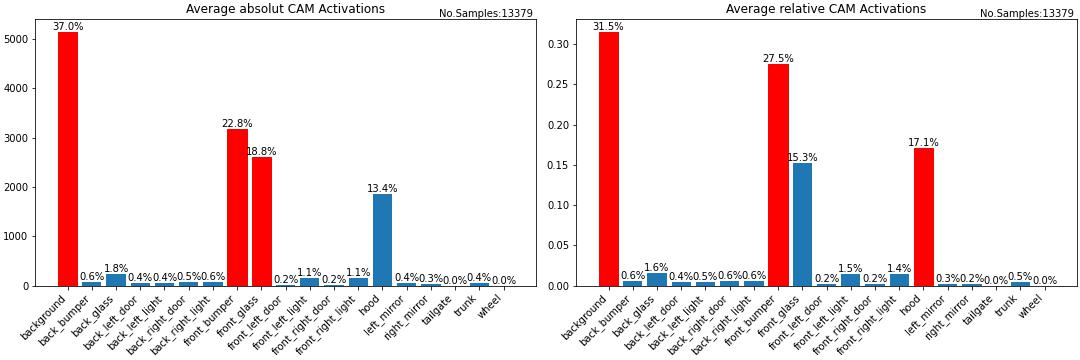 Average absolut CAM Activations
No.Samples:13379
5000
4000
3000
2000
1000
0
37.0%
0.6%
1.8%
0.4%
0.4%
0.5%
0.6%
22.8%
18.8%
0.2%
1.1%
0.2%
1.1%
13.4%
0.4%
0.3%
0.0%
0.4%
0.0%
background
back_bumper
back_glass
back_left_door
back_left_light
back_right_door
back_right_light
front_bumper
front_glass
front_left_door
front_left_light
front_right_door
front_right_light
hood
left_mirror
right_mirror
tailgate
trunk
wheel
Average relative CAM Activations
No.Samples:13379
0.30
0.25
0.20
0.15
0.10
0.05
0.00
31.5%
0.6%
1.6%
0.4%
0.5%
0.6%
0.6%
27.5%
15.3%
0.2%
1.5%
0.2%
1.4%
17.1%
0.3%
0.2%
0.0%
0.5%
0.0%
background
back_bumper
back_glass
back_left_door
back_left_light
back_right_door
back_right_light
front_bumper
front_glass
front_left_door
front_left_light
front_right_door
front_right_light
hood
left_mirror
right_mirror
tailgate
trunk
wheel